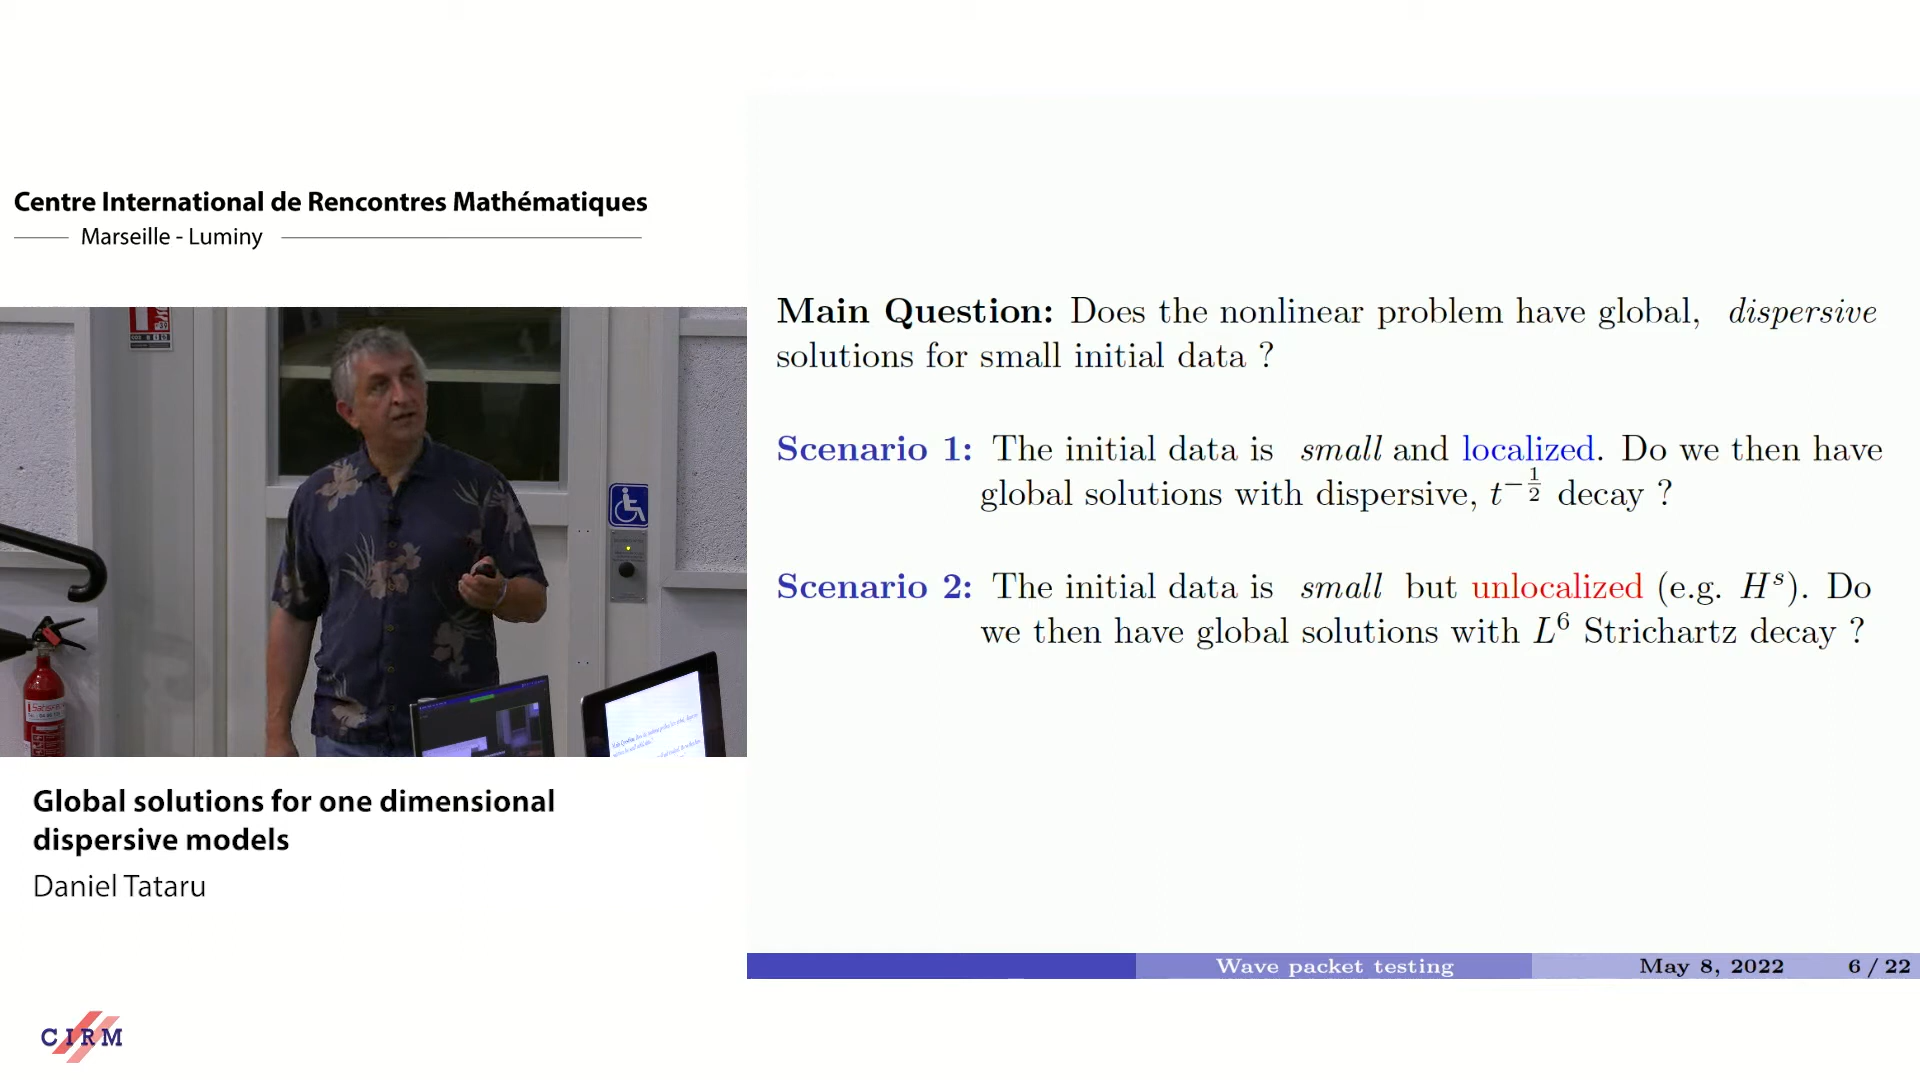 Centre International de Rencontres Mathématiques
Marseille - Luminy
Main Question: Does the nonlinear problem have global, dispersive
solutions for small initial data ?
Scenario 1: The initial data is small and localized. Do we then have
global solutions with dispersive, t^{-1/2} decay ?
Scenario 2: The initial data is small but unlocalized (e.g. H^s). Do
we then have global solutions with L^6 Strichartz decay ?
Global solutions for one dimensional
dispersive models
Daniel Tataru
Wave packet testing May 8, 2022 6 / 22
CIRM